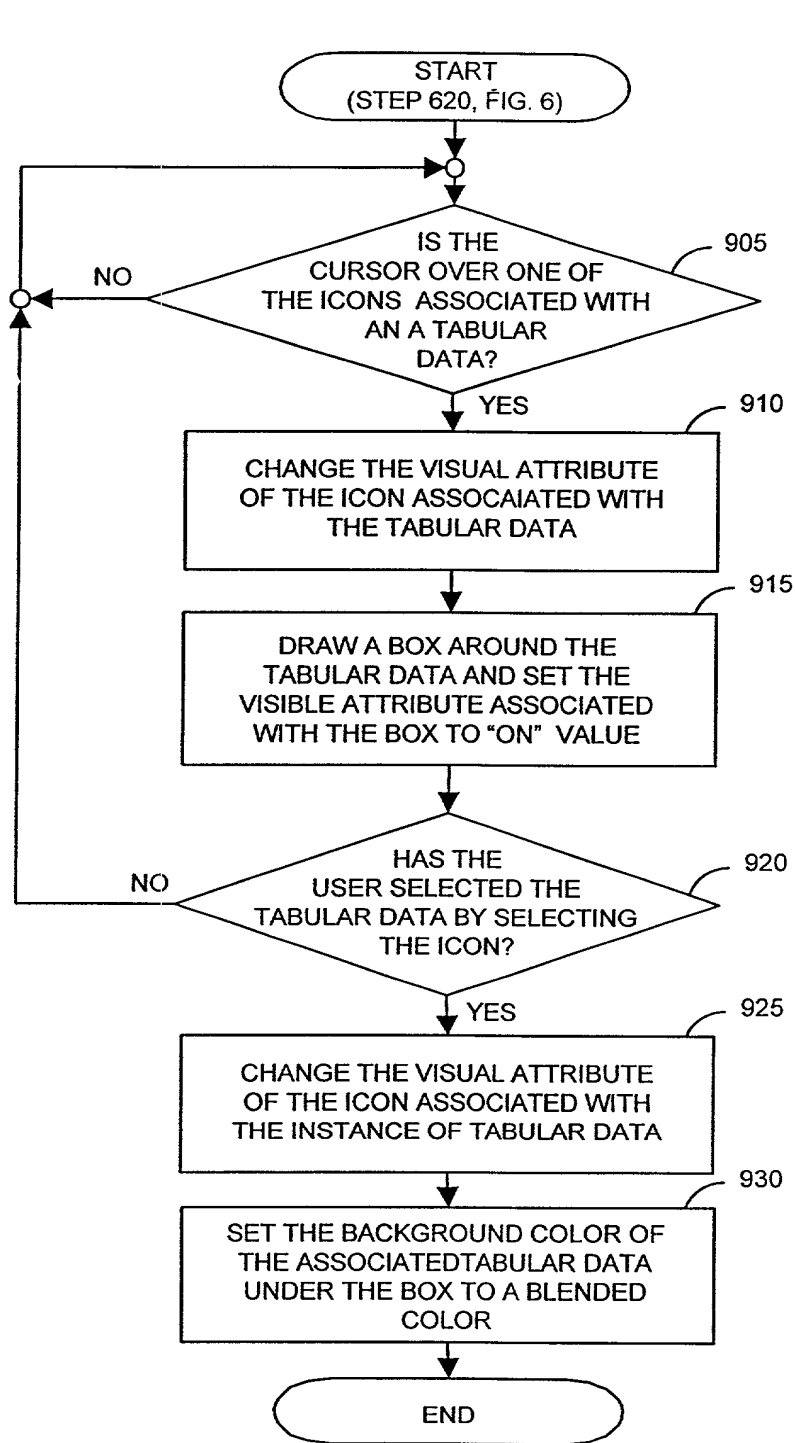 START
(STEP 620, FIG. 6)
IS THE
CURSOR OVER ONE OF
THE ICONS ASSOCIATED WITH
AN A TABULAR
DATA?
905
NO
YES
910
CHANGE THE VISUAL ATTRIBUTE
OF THE ICON ASSOCAIATED WITH
THE TABULAR DATA
915
DRAW A BOX AROUND THE
TABULAR DATA AND SET THE
VISIBLE ATTRIBUTE ASSOCIATED
WITH THE BOX TO "ON" VALUE
HAS THE
USER SELECTED THE
TABULAR DATA BY SELECTING
THE ICON?
920
NO
YES
925
CHANGE THE VISUAL ATTRIBUTE
OF THE ICON ASSOCIATED WITH
THE INSTANCE OF TABULAR DATA
930
SET THE BACKGROUND COLOR OF
THE ASSOCIATEDTABULAR DATA
UNDER THE BOX TO A BLENDED
COLOR
END